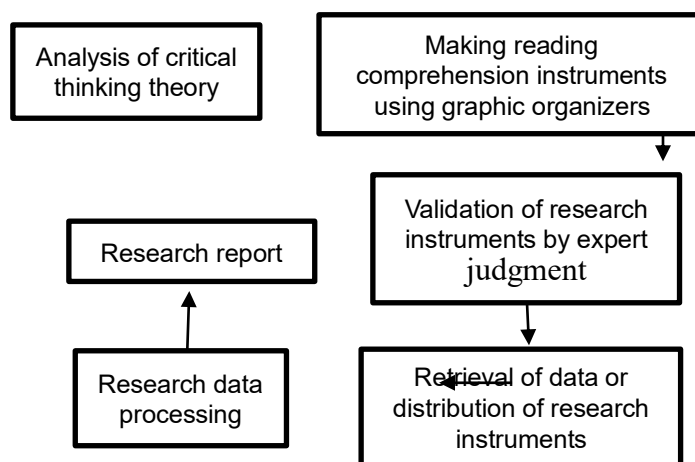 Analysis of critical
thinking theory
Making reading
comprehension instruments
using graphic organizers
Validation of research
instruments by expert
judgment
Research report
Retrieval of data or
distribution of research
instruments
Research data
processing